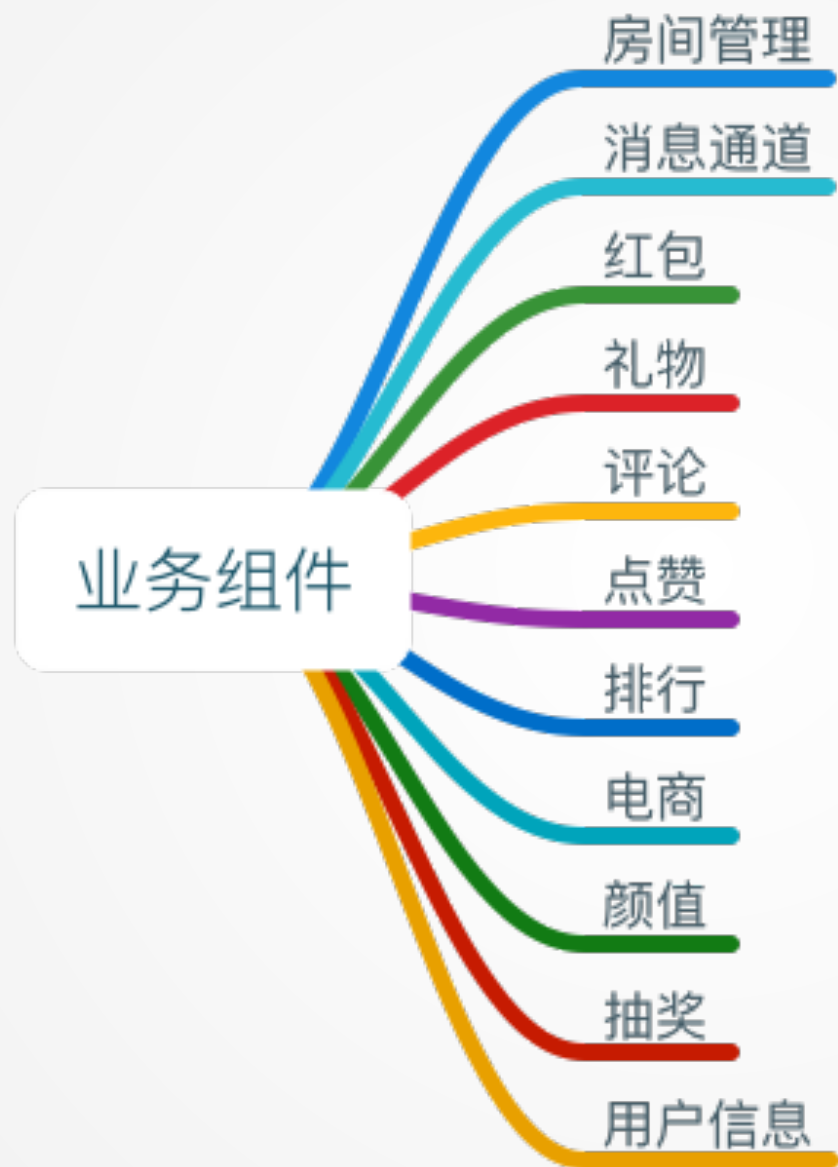 房间管理
消息通道
红包
礼物
评论
业务组件
点赞
排行
电商
颜值
抽奖
用户信息